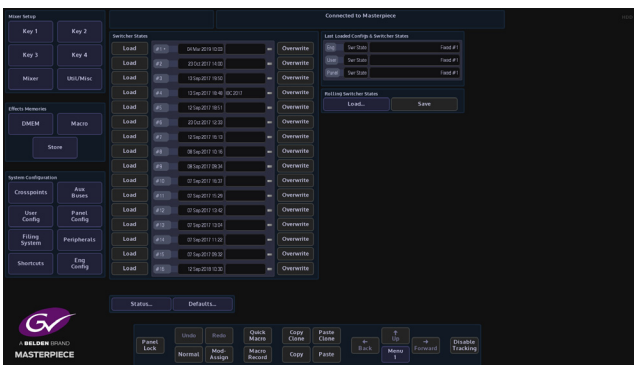 Mixer Setup
Connected to Masterpiece
Key 1 Key 2
Key 3 Key 4
Mixer Util/Misc
Effects Memories
DMEM Macro
Store
System Configuration
Crosspoints Aux Buses
User Config Panel Config
Filing System Peripherals
Shortcuts Eng Config
Switcher States
Load #1 04 Mar 2019 10:03 Overwrite
Load #2 23 Oct 2017 14:00 Overwrite
Load #3 13 Sep 2017 19:50 Overwrite
Load #4 13 Sep 2017 18:46 IBC 2017 Overwrite
Load #5 12 Sep 2017 18:51 Overwrite
Load #6 23 Oct 2017 12:33 Overwrite
Load #7 12 Sep 2017 16:13 Overwrite
Load #8 08 Sep 2017 10:16 Overwrite
Load #9 08 Sep 2017 09:34 Overwrite
Load #10 07 Sep 2017 16:37 Overwrite
Load #11 07 Sep 2017 15:29 Overwrite
Load #12 07 Sep 2017 13:42 Overwrite
Load #13 07 Sep 2017 13:04 Overwrite
Load #14 07 Sep 2017 11:22 Overwrite
Load #15 07 Sep 2017 09:32 Overwrite
Load #16 12 Sep 2018 10:30 Overwrite
Last Loaded Configs & Switcher States
Eng Swr State Fixed #1
User Swr State Fixed #1
Panel Swr State Fixed #1
Rolling Switcher States
Load... Save
Status... Defaults...
GV
A BELDEN BRAND
MASTERPIECE
Panel Lock
Undo Redo Quick Macro Copy Clone Paste Clone
Normal Mod-Assign Macro Record Copy Paste
← Back ↑ Up → Forward
Menu 1
Disable Tracking